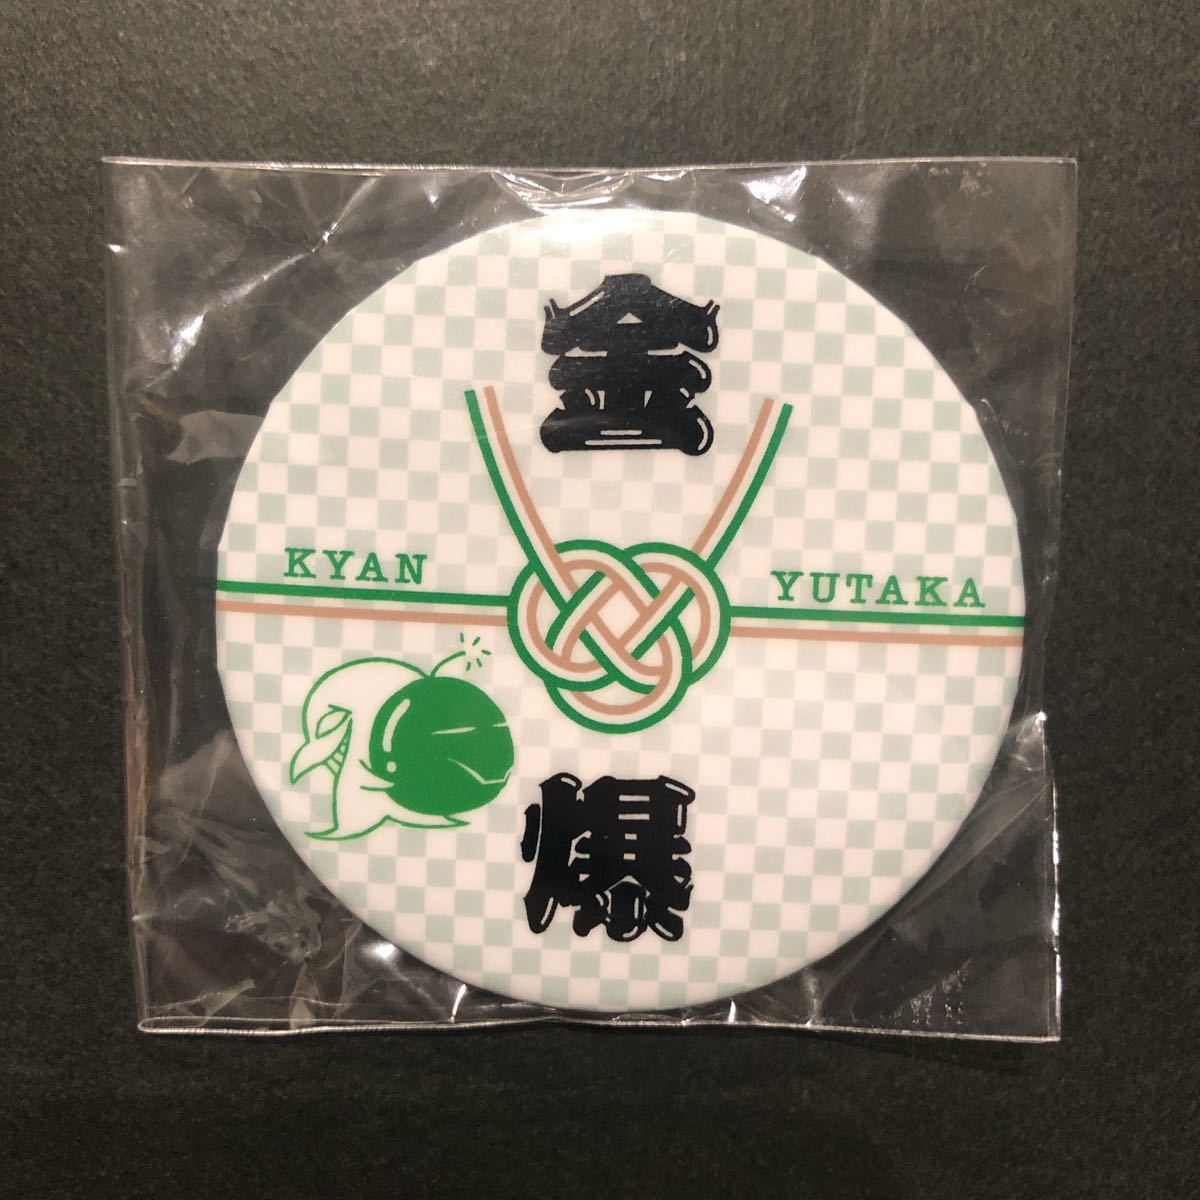 金
KYAN
YUTAKA
爆